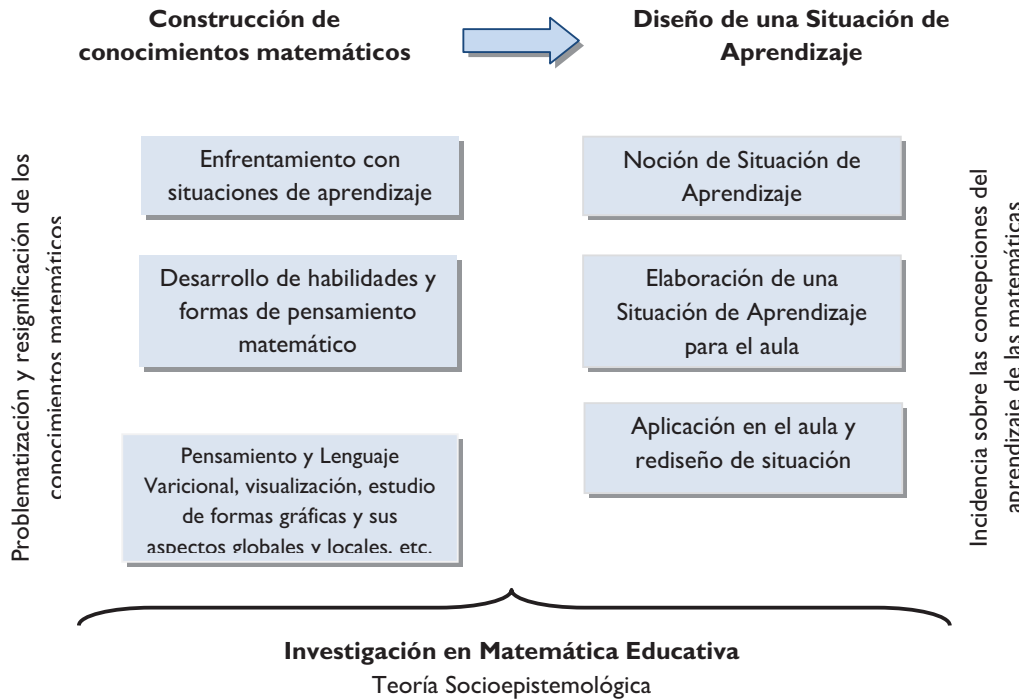 Construcción de
conocimientos matemáticos
Diseño de una Situación de
Aprendizaje
Problematización y resignificación de los
conocimientos matemáticos
Enfrentamiento con
situaciones de aprendizaje
Desarrollo de habilidades y
formas de pensamiento
matemático
Pensamiento y Lenguaje
Varicional, visualización, estudio
de formas gráficas y sus
aspectos globales y locales, etc.
Noción de Situación de
Aprendizaje
Elaboración de una
Situación de Aprendizaje
para el aula
Aplicación en el aula y
rediseño de situación
Incidencia sobre las concepciones del
aprendizaje de las matemáticas
Investigación en Matemática Educativa
Teoría Socioepistemológica